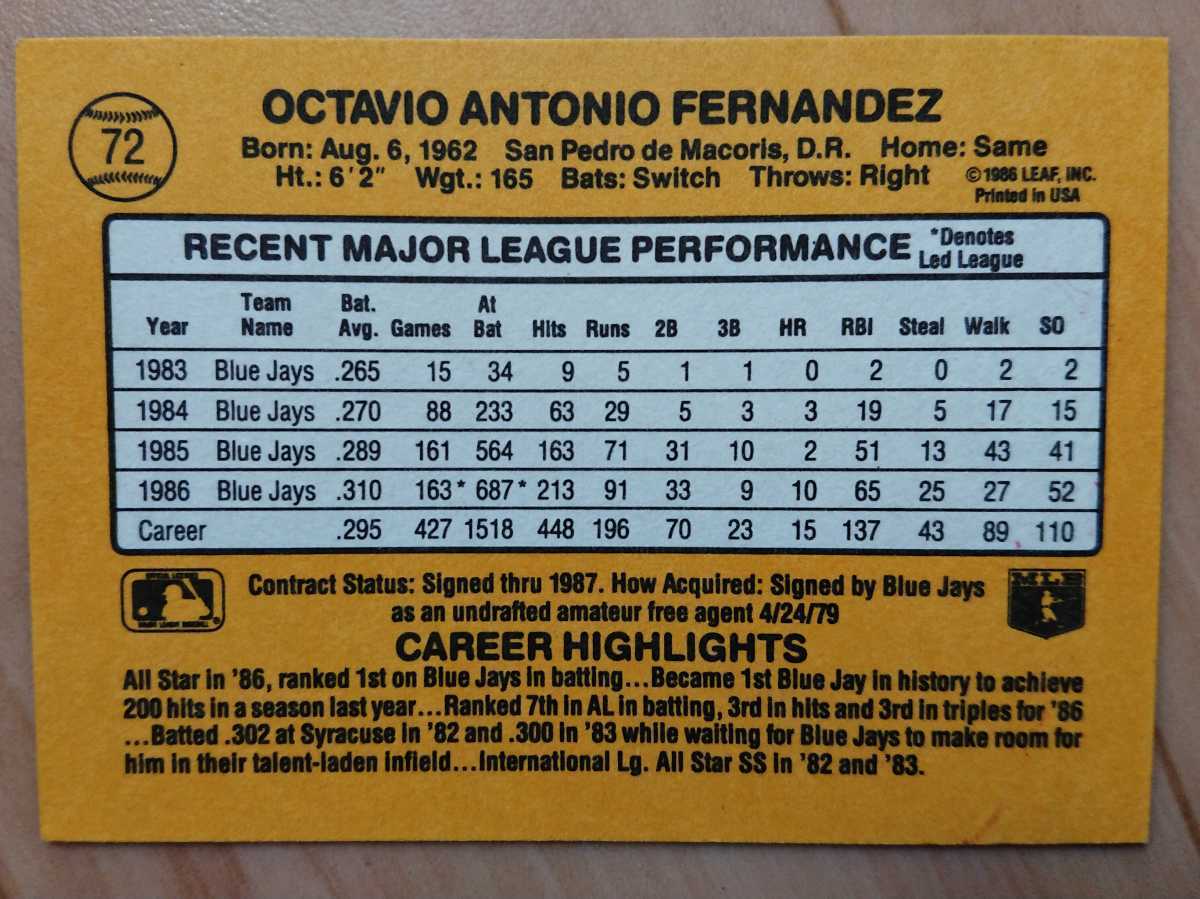 72
OCTAVIO ANTONIO FERNANDEZ
Born: Aug. 6, 1962 San Pedro de Macoris, D.R. Home: Same
Ht.: 6'2" Wgt.: 165 Bats: Switch Throws: Right ©1986 LEAF, INC.
Printed in USA
RECENT MAJOR LEAGUE PERFORMANCE *Denotes
Led League
Year Team Name Bat. Avg. Games At Bat Hits Runs 2B 3B HR RBI Steal Walk SO
1983 Blue Jays .265 15 34 9 5 1 1 0 2 0 2 2
1984 Blue Jays .270 88 233 63 29 5 3 3 19 5 17 15
1985 Blue Jays .289 161 564 163 71 31 10 2 51 13 43 41
1986 Blue Jays .310 163* 687* 213 91 33 9 10 65 25 27 52
Career .295 427 1518 448 196 70 23 15 137 43 89 110
Contract Status: Signed thru 1987. How Acquired: Signed by Blue Jays
as an undrafted amateur free agent 4/24/79
MLB
CAREER HIGHLIGHTS
All Star in '86, ranked 1st on Blue Jays in batting...Became 1st Blue Jay in history to achieve
200 hits in a season last year...Ranked 7th in AL in batting, 3rd in hits and 3rd in triples for '86
...Batted .302 at Syracuse in '82 and .300 in '83 while waiting for Blue Jays to make room for
him in their talent-laden infield...International Lg. All Star SS in '82 and '83.